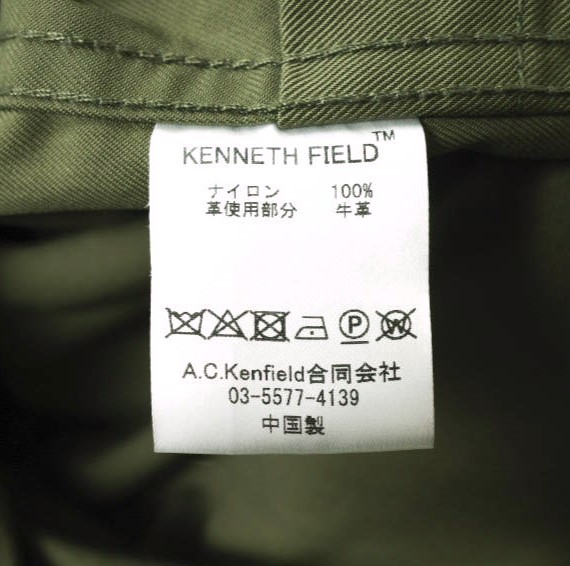 KENNETH FIELD™
ナイロン 100%
革使用部分 牛革
P W
A.C.Kenfield合同会社
03-5577-4139
中国製